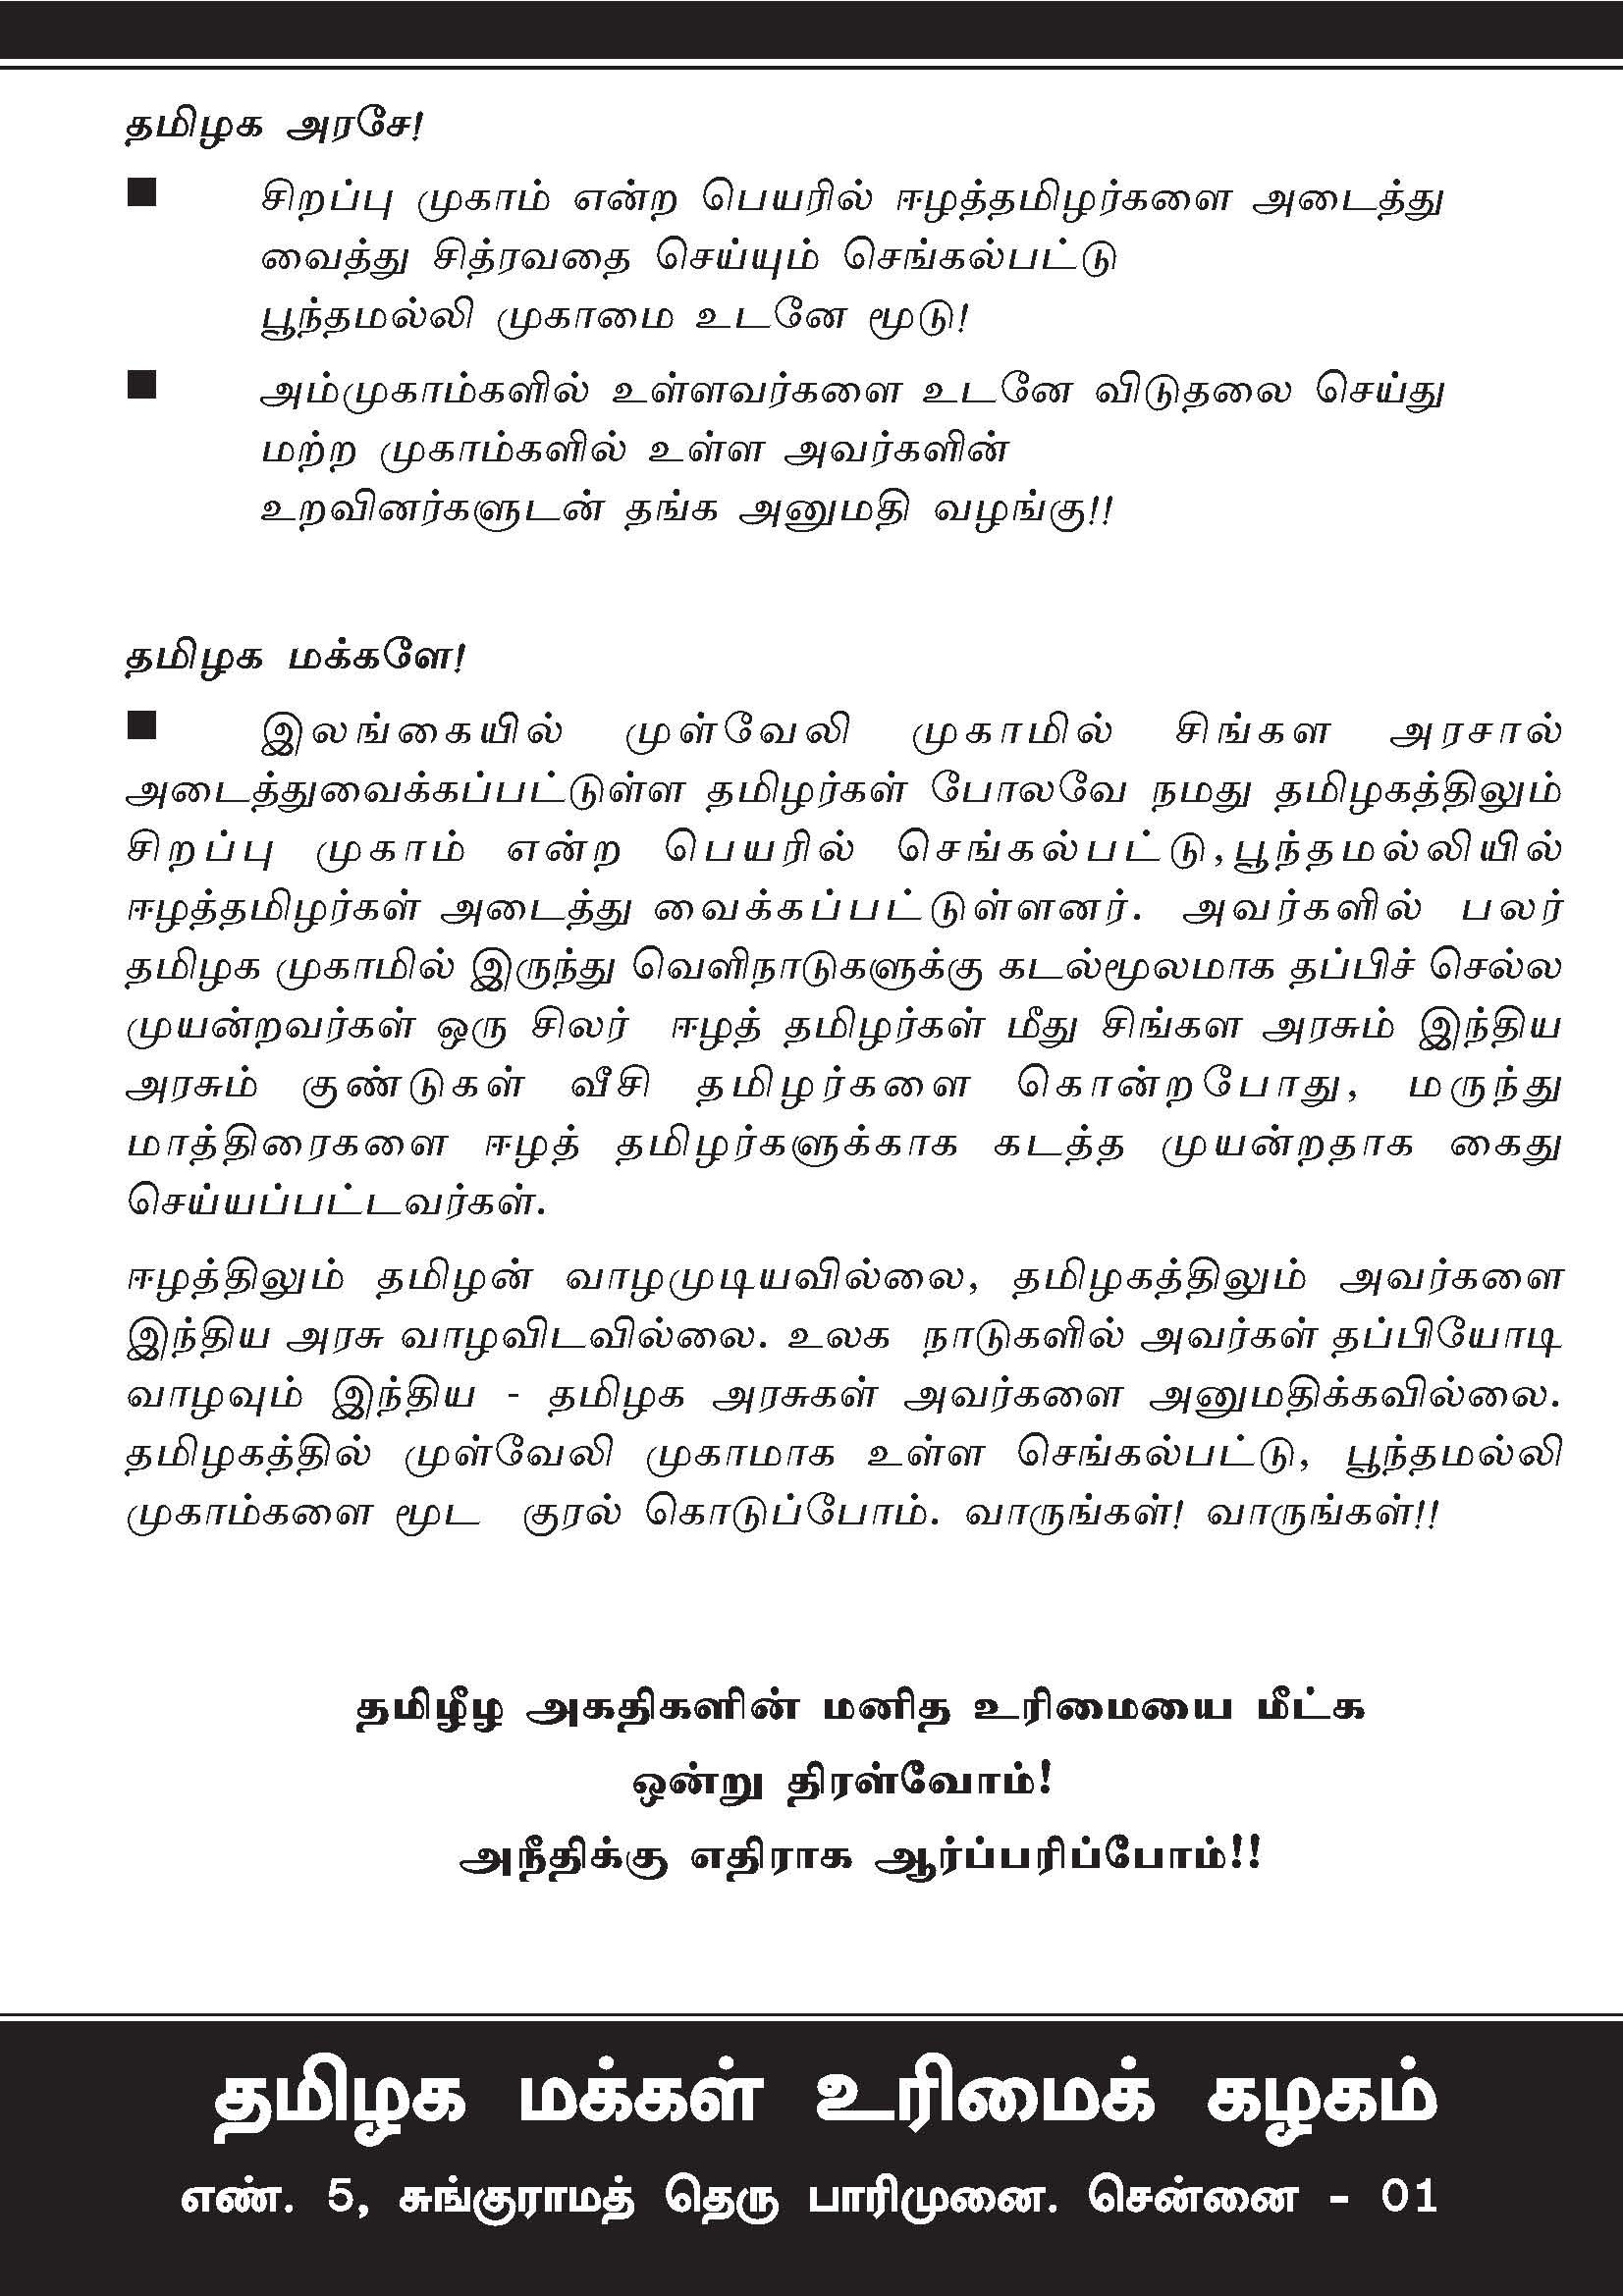 தமிழக அரசே!
■ சிறப்பு முகாம் என்ற பெயரில் ஈழத்தமிழர்களை அடைத்து
வைத்து சித்ரவதை செய்யும் செங்கல்பட்டு
பூந்தமல்லி முகாமை உடனே மூடு!
■ அம்முகாம்களில் உள்ளவர்களை உடனே விடுதலை செய்து
மற்ற முகாம்களில் உள்ள அவர்களின்
உறவினர்களுடன் தங்க அனுமதி வழங்கு!!
தமிழக மக்களே!
■ இலங்கையில் முள்வேலி முகாமில் சிங்கள அரசால்
அடைத்துவைக்கப்பட்டுள்ள தமிழர்கள் போலவே நமது தமிழகத்திலும்
சிறப்பு முகாம் என்ற பெயரில் செங்கல்பட்டு,பூந்தமல்லியில்
ஈழத்தமிழர்கள் அடைத்து வைக்கப்பட்டுள்ளனர். அவர்களில் பலர்
தமிழக முகாமில் இருந்து வெளிநாடுகளுக்கு கடல்மூலமாக தப்பிச் செல்ல
முயன்றவர்கள் ஒரு சிலர் ஈழத் தமிழர்கள் மீது சிங்கள அரசும் இந்திய
அரசும் குண்டுகள் வீசி தமிழர்களை கொன்றபோது, மருந்து
மாத்திரைகளை ஈழத் தமிழர்களுக்காக கடத்த முயன்றதாக கைது
செய்யப்பட்டவர்கள்.
ஈழத்திலும் தமிழன் வாழமுடியவில்லை, தமிழகத்திலும் அவர்களை
இந்திய அரசு வாழவிடவில்லை. உலக நாடுகளில் அவர்கள் தப்பியோடி
வாழவும் இந்திய - தமிழக அரசுகள் அவர்களை அனுமதிக்கவில்லை.
தமிழகத்தில் முள்வேலி முகாமாக உள்ள செங்கல்பட்டு, பூந்தமல்லி
முகாம்களை மூட குரல் கொடுப்போம். வாருங்கள்! வாருங்கள்!!
தமிழீழ அகதிகளின் மனித உரிமையை மீட்க
ஒன்று திரள்வோம்!
அநீதிக்கு எதிராக ஆர்ப்பரிப்போம்!!
தமிழக மக்கள் உரிமைக் கழகம்
எண். 5, சுங்குராமத் தெரு பாரிமுனை. சென்னை - 01